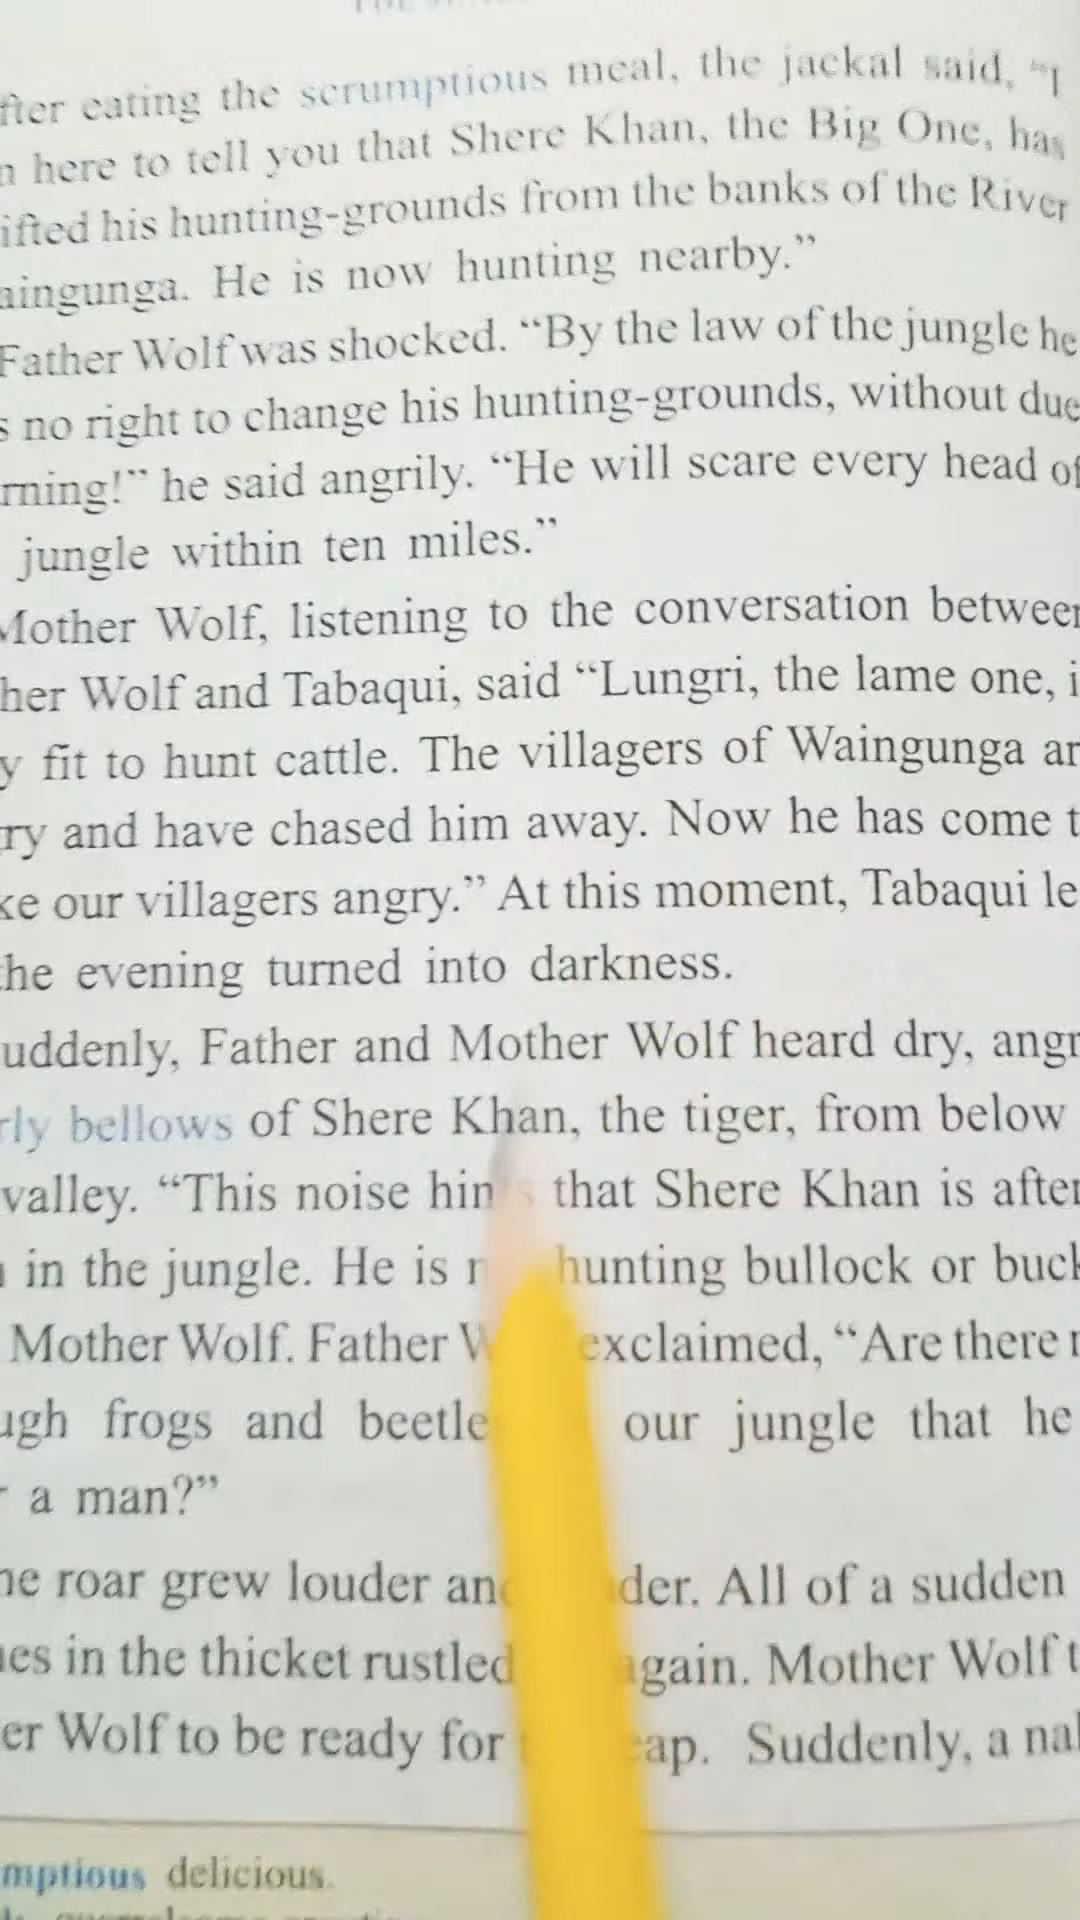 fter eating the scrumptious meal, the jackal said, "I
n here to tell you that Shere Khan, the Big One, has
ifted his hunting-grounds from the banks of the River
aingunga. He is now hunting nearby."
Father Wolf was shocked. "By the law of the jungle he
s no right to change his hunting-grounds, without due
rning!" he said angrily. "He will scare every head of
jungle within ten miles."
Mother Wolf, listening to the conversation between
her Wolf and Tabaqui, said "Lungri, the lame one, i
y fit to hunt cattle. The villagers of Waingunga ar
ry and have chased him away. Now he has come t
ke our villagers angry." At this moment, Tabaqui le
he evening turned into darkness.
uddenly, Father and Mother Wolf heard dry, angr
rly bellows of Shere Khan, the tiger, from below
valley. "This noise hin s that Shere Khan is after
in the jungle. He is hunting bullock or buck
Mother Wolf. Father W exclaimed, "Are there
ugh frogs and beetle our jungle that he
a man?"
he roar grew louder and der. All of a sudden
es in the thicket rustled again. Mother Wolf t
er Wolf to be ready for eap. Suddenly, a nak
mptious delicious.